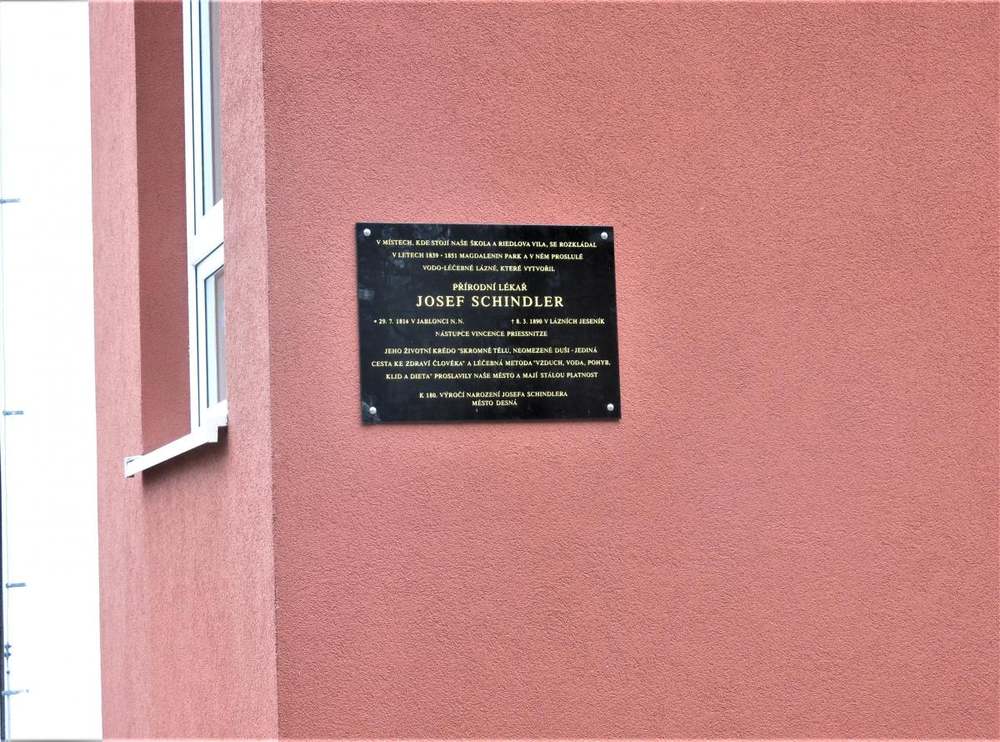 V MÍSTECH, KDE STOJÍ NAŠE ŠKOLA A RIEDLOVA VILA, SE ROZKLÁDAL
V LETECH 1839 - 1851 MAGDALENIN PARK A V NĚM PROSLULÉ
VODO-LÉČEBNÉ LÁZNĚ, KTERÉ VYTVOŘIL
PŘÍRODNÍ LÉKAŘ
JOSEF SCHINDLER
* 29. 7. 1814 V JABLONCI N. N. † 8. 3. 1890 V LÁZNÍCH JESENÍK
NÁSTUPCE VINCENCE PRIESSNITZE
JEHO ŽIVOTNÍ KRÉDO "SKROMNĚ TĚLU, NEOMEZENĚ DUŠI - JEDINÁ
CESTA KE ZDRAVÍ ČLOVĚKA" A LÉČEBNÁ METODA "VZDUCH, VODA, POHYB,
KLID A DIETA" PROSLAVILY NAŠE MĚSTO A MAJÍ STÁLOU PLATNOST
K 180. VÝROČÍ NAROZENÍ JOSEFA SCHINDLERA
MĚSTO DESNÁ